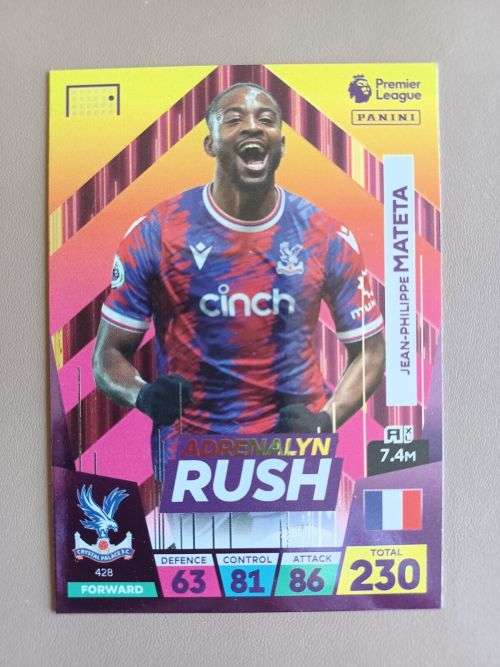 Premier
League
PANINI
JEAN-PHILIPPE MATETA
cinch
ADRENALYN
RUSH
7.4M
CRYSTAL PALACE F.C.
428
FORWARD
DEFENCE
63
CONTROL
81
ATTACK
86
TOTAL
230